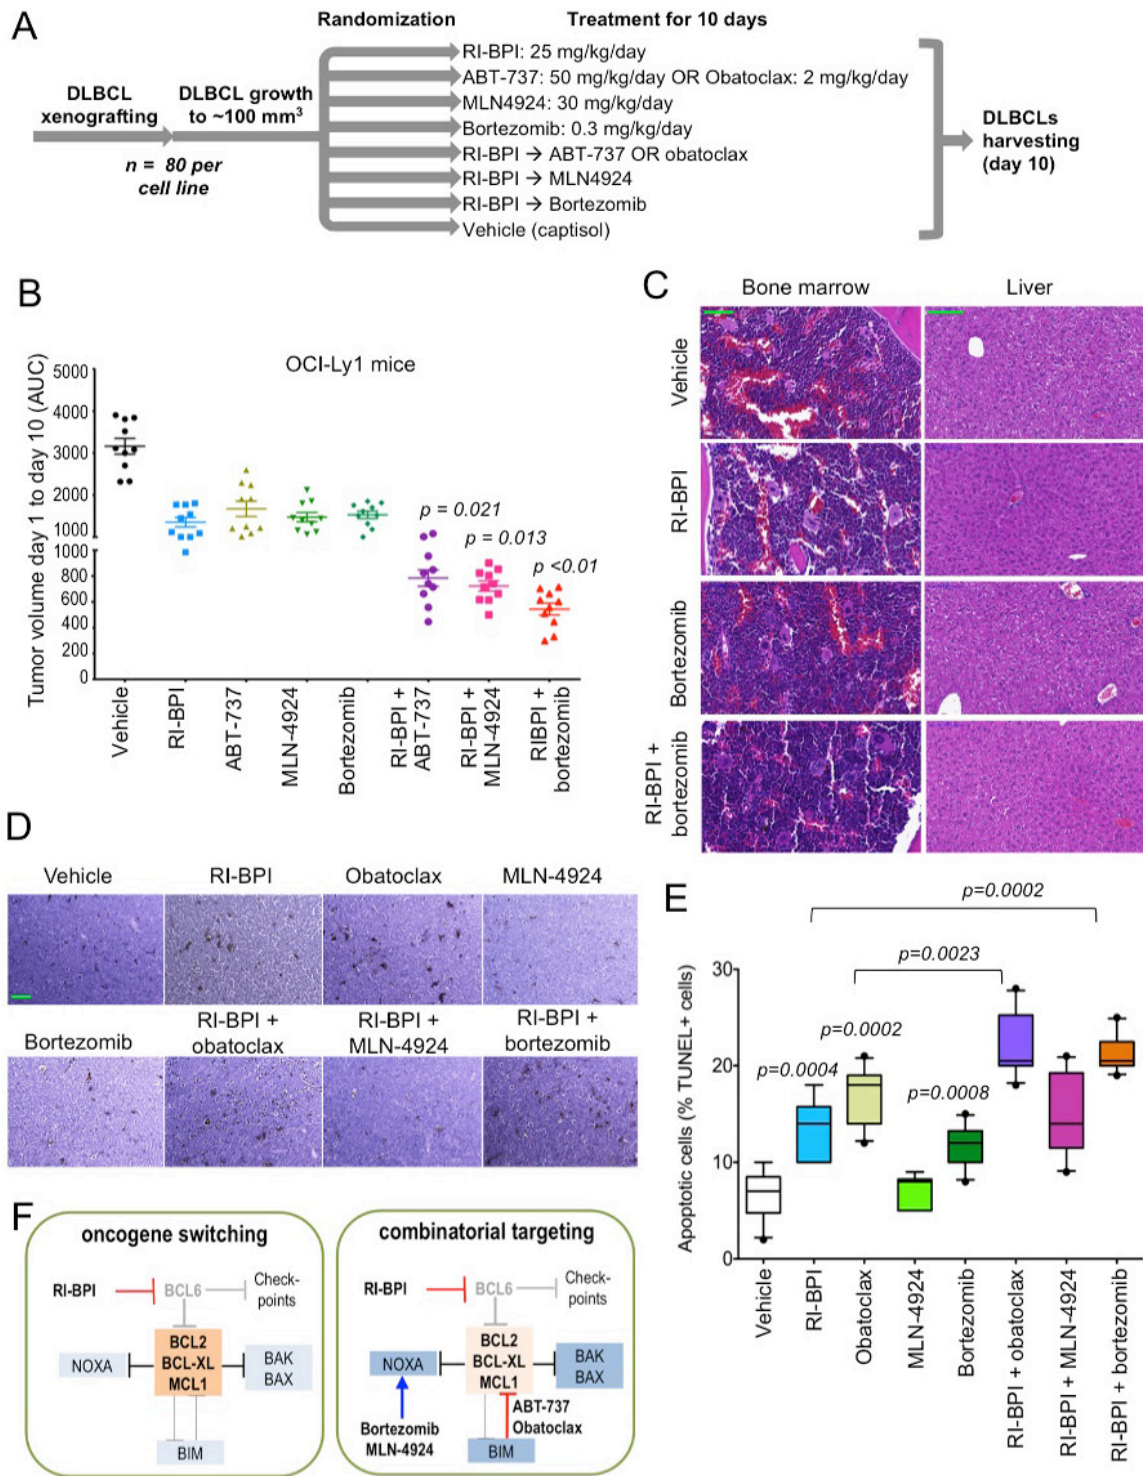 A
Randomization
Treatment for 10 days
DLBCL
xenografting
DLBCL growth
to ~100 mm³
n = 80 per
cell line
RI-BPI: 25 mg/kg/day
ABT-737: 50 mg/kg/day OR Obatoclax: 2 mg/kg/day
MLN4924: 30 mg/kg/day
Bortezomib: 0.3 mg/kg/day
RI-BPI → ABT-737 OR obatoclax
RI-BPI → MLN4924
RI-BPI → Bortezomib
Vehicle (captisol)
DLBCLs
harvesting
(day 10)
B
OCI-Ly1 mice
Tumor volume day 1 to day 10 (AUC)
5000
4000
3000
2000
1000
1000
800
600
400
200
0
p = 0.021
p = 0.013
p <0.01
Vehicle
RI-BPI
ABT-737
MLN-4924
Bortezomib
RI-BPI +
ABT-737
RI-BPI +
MLN-4924
RIBPI +
bortezomib
C
Bone marrow
Liver
Vehicle
RI-BPI
Bortezomib
RI-BPI +
bortezomib
D
Vehicle
RI-BPI
Obatoclax
MLN-4924
Bortezomib
RI-BPI +
obatoclax
RI-BPI +
MLN-4924
RI-BPI +
bortezomib
E
Apoptotic cells (% TUNEL+ cells)
30
20
10
0
p=0.0002
p=0.0023
p=0.0002
p=0.0004
p=0.0008
Vehicle
RI-BPI
Obatoclax
MLN-4924
Bortezomib
RI-BPI + obatoclax
RI-BPI + MLN-4924
RI-BPI + bortezomib
F
oncogene switching
RI-BPI
BCL6
Check-
points
BCL2
BCL-XL
MCL1
NOXA
BAK
BAX
BIM
combinatorial targeting
RI-BPI
BCL6
Check-
points
BCL2
BCL-XL
MCL1
NOXA
BAK
BAX
ABT-737
Obatoclax
Bortezomib
MLN-4924
BIM